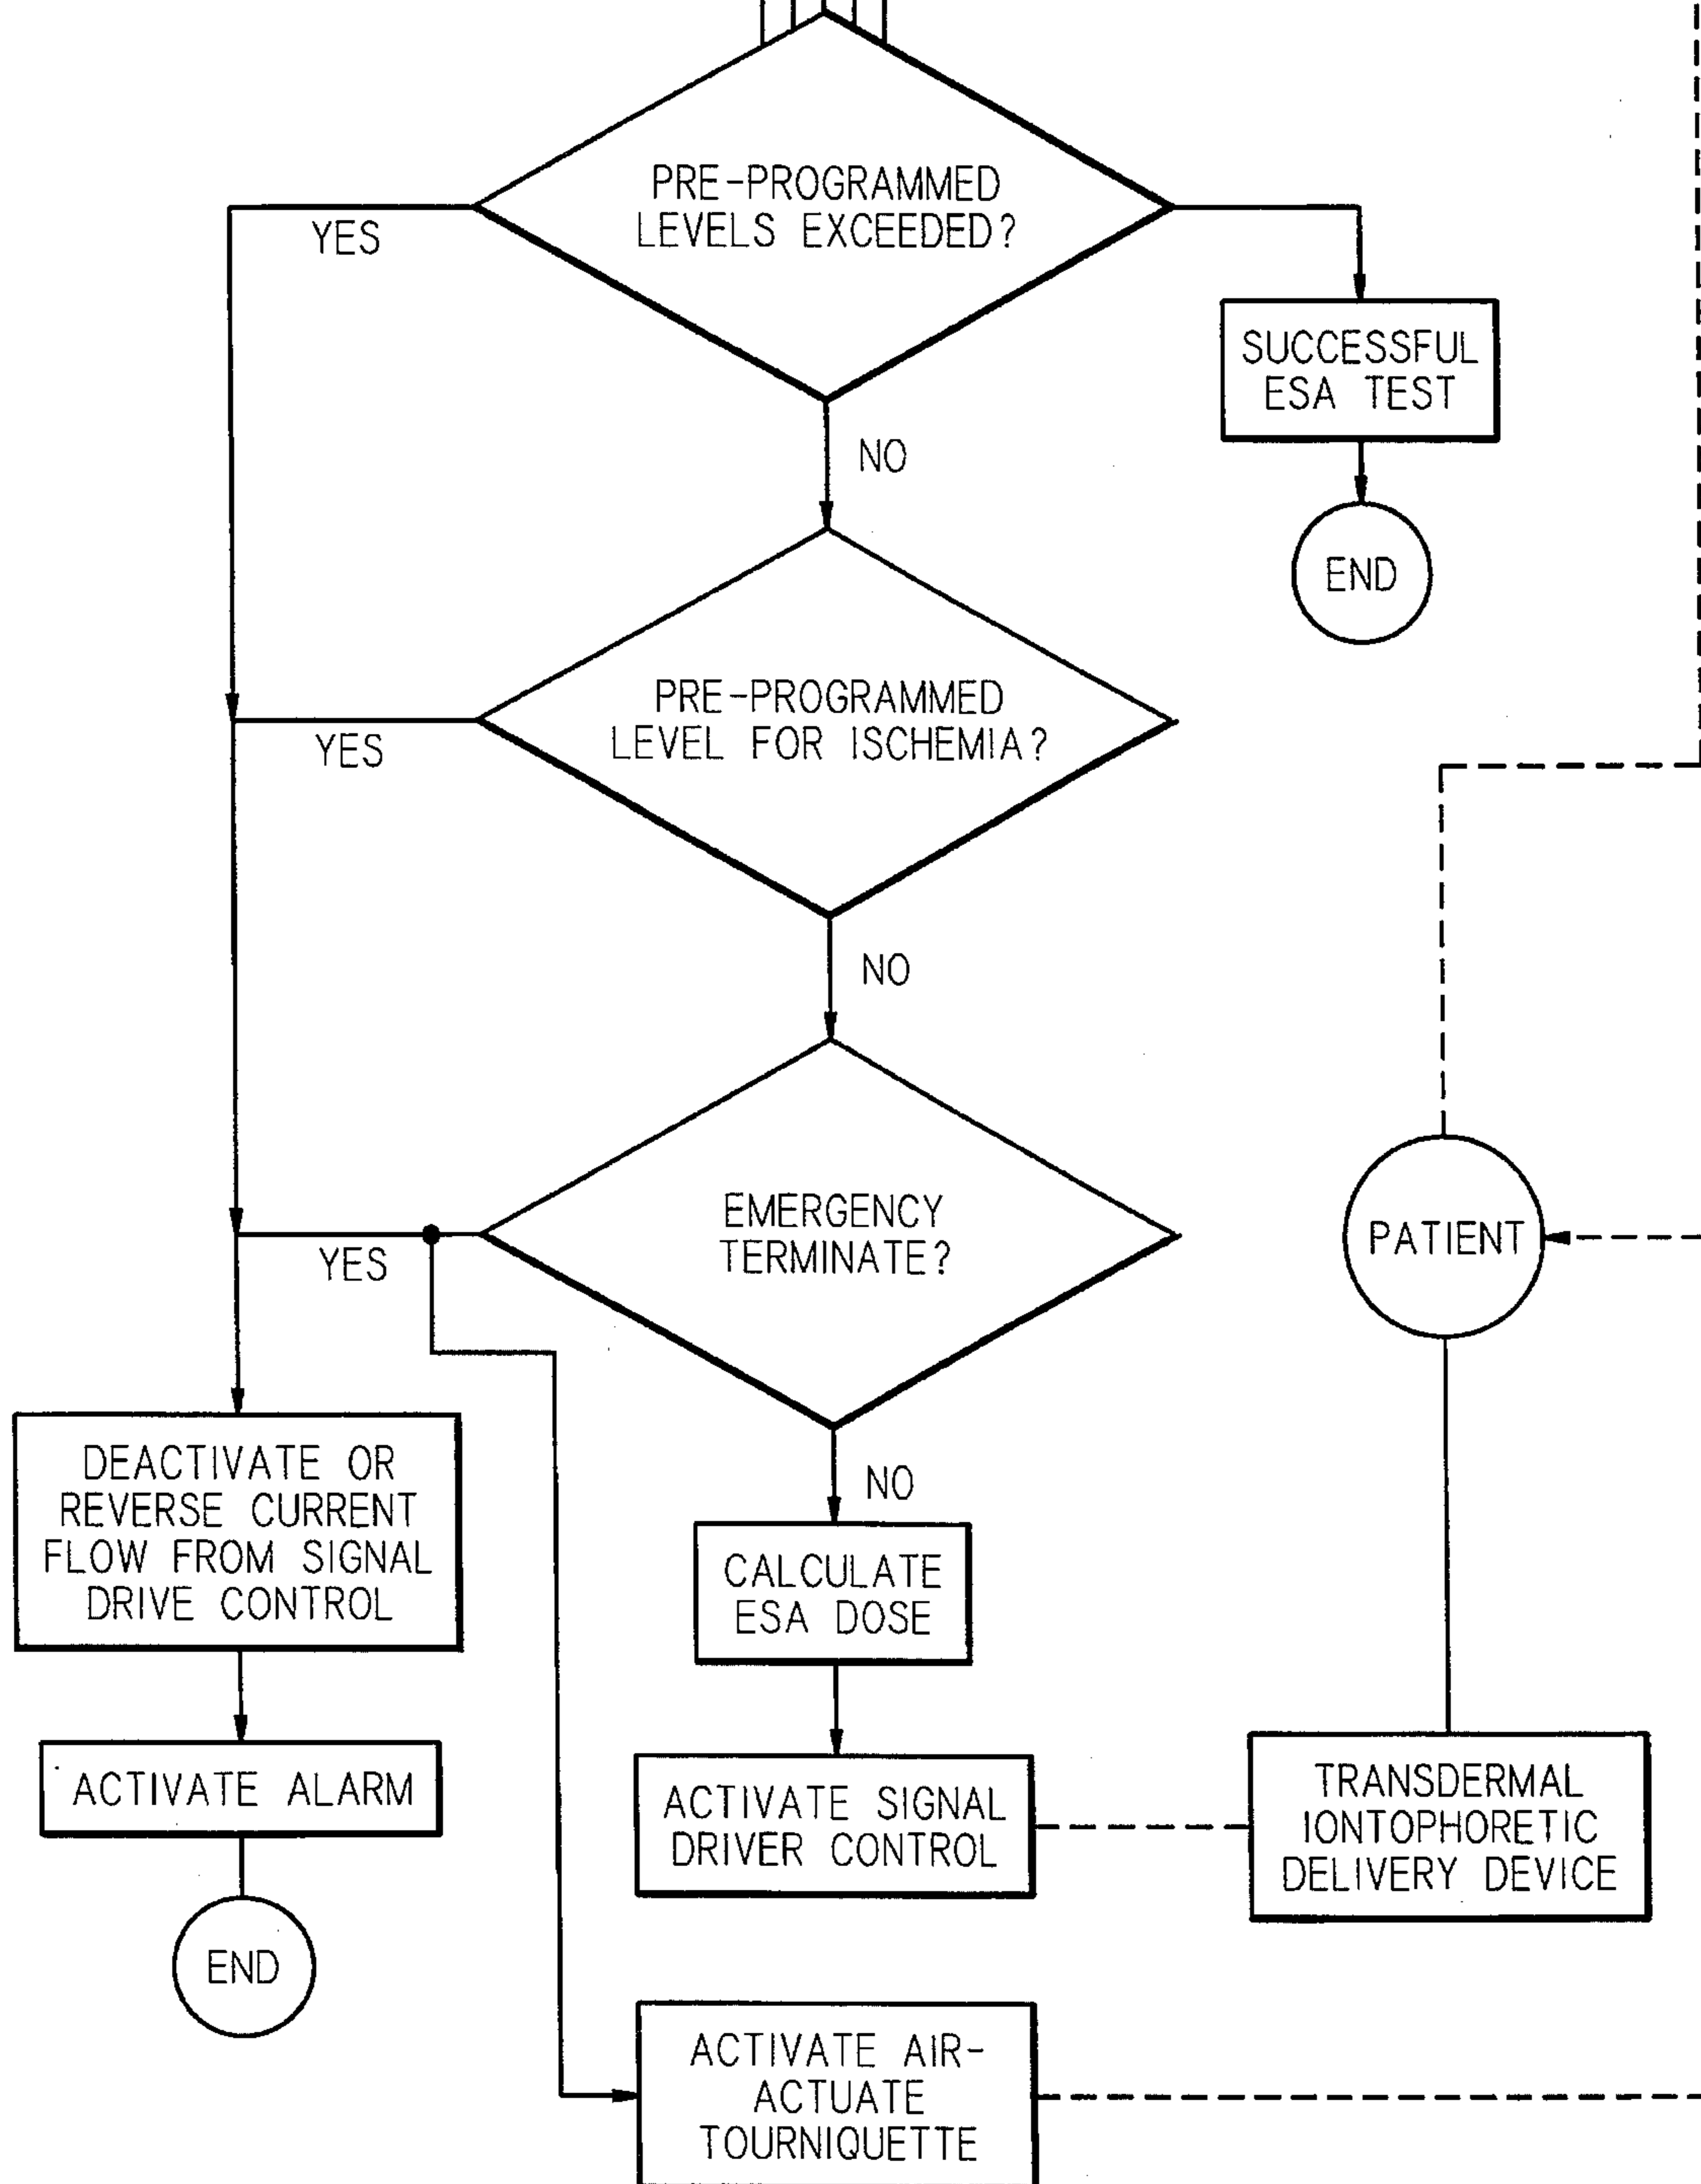 PRE-PROGRAMMED
LEVELS EXCEEDED?
YES
SUCCESSFUL
ESA TEST
NO
END
PRE-PROGRAMMED
LEVEL FOR ISCHEMIA?
YES
NO
EMERGENCY
TERMINATE?
YES
PATIENT
DEACTIVATE OR
REVERSE CURRENT
FLOW FROM SIGNAL
DRIVE CONTROL
NO
CALCULATE
ESA DOSE
ACTIVATE ALARM
ACTIVATE SIGNAL
DRIVER CONTROL
TRANSDERMAL
IONTOPHORETIC
DELIVERY DEVICE
END
ACTIVATE AIR-
ACTUATE
TOURNIQUETTE